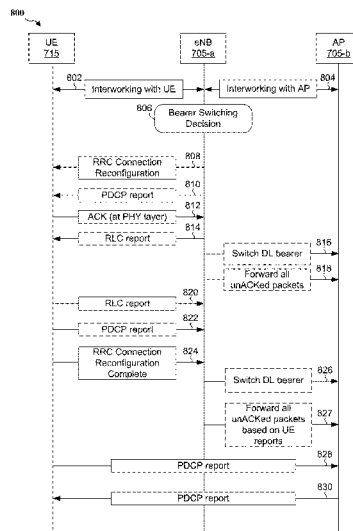 800
UE
715
eNB
705-a
AP
705-b
802
Interworking with UE
804
Interworking with AP
806
Bearer Switching
Decision
808
RRC Connection
Reconfiguration
810
PDCP report
812
ACK (at PHY layer)
814
RLC report
816
Switch DL bearer
818
Forward all
unACKed packets
820
RLC report
822
PDCP report
824
RRC Connection
Reconfiguration
Complete
826
Switch DL bearer
827
Forward all
unACKed packets
based on UE
reports
828
PDCP report
830
PDCP report